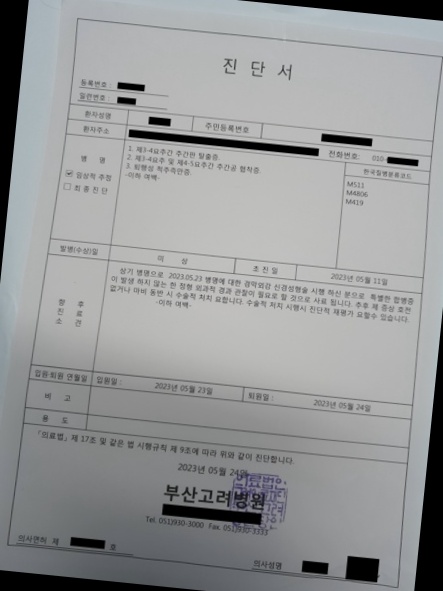 진 단 서
등록번호 :
일련번호 :
환자성명
주민등록번호
환자주소
전화번호: 010-
병 명
☑ 임상적 추정
☐ 최 종 진 단
1. 제3-4요추간 추간판 탈출증.
2. 제3-4요추 및 제4-5요추간 추간공 협착증.
3. 퇴행성 척추측만증.
-이하 여백-
한국질병분류코드
M511
M4806
M419
발병(수상)일
미 상
초 진 일
2023년 05월 11일
향 후 진 료 소 견
상기 병명으로 2023.05.23 병명에 대한 경막외강 신경성형술 시행 하신 분으로 특별한 합병증
이 발생 하지 않는 한 정형 외과적 경과 관찰이 필요로 할 것으로 사료 됩니다. 추후 제 증상 호전
없거나 마비 동반 시 수술적 처치 요합니다. 수술적 처치 시행시 진단적 재평가 요할수 있습니다.
-이하 여백-
입원·퇴원 연월일
입원일 :
2023년 05월 23일
퇴원일 :
2023년 05월 24일
비 고
용 도
「의료법」 제 17조 및 같은 법 시행규칙 제 9조에 따라 위와 같이 진단합니다.
2023년 05월 24일
부산고려병원
Tel. 051)930-3000 Fax. 051)930-3333
의사면허 제 호
의사성명